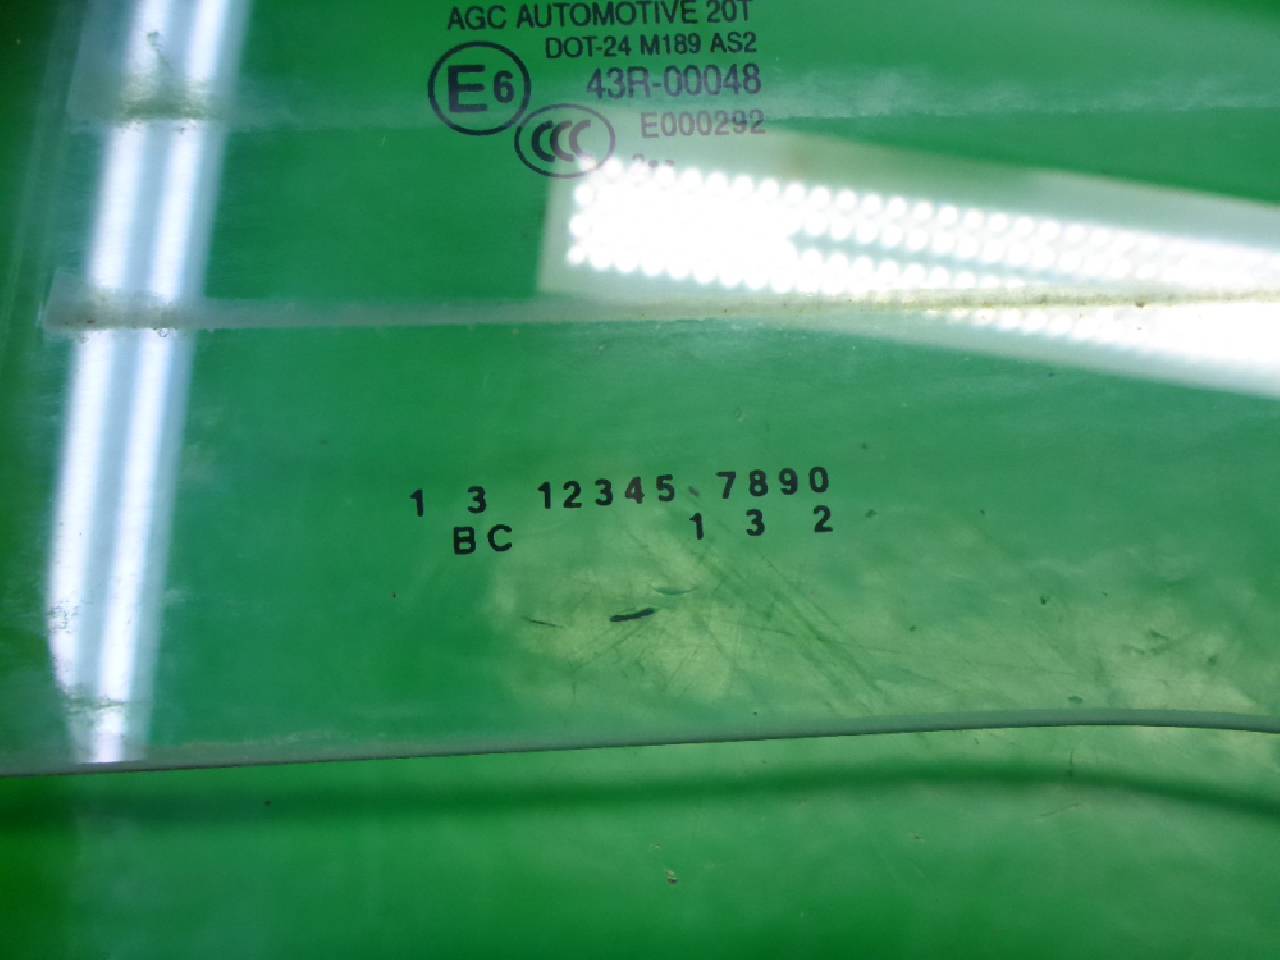 AGC AUTOMOTIVE 20T
DOT-24 M189 AS2
E6 43R-00048
CCC E000292
1 3 12345 7890
BC 1 3 2